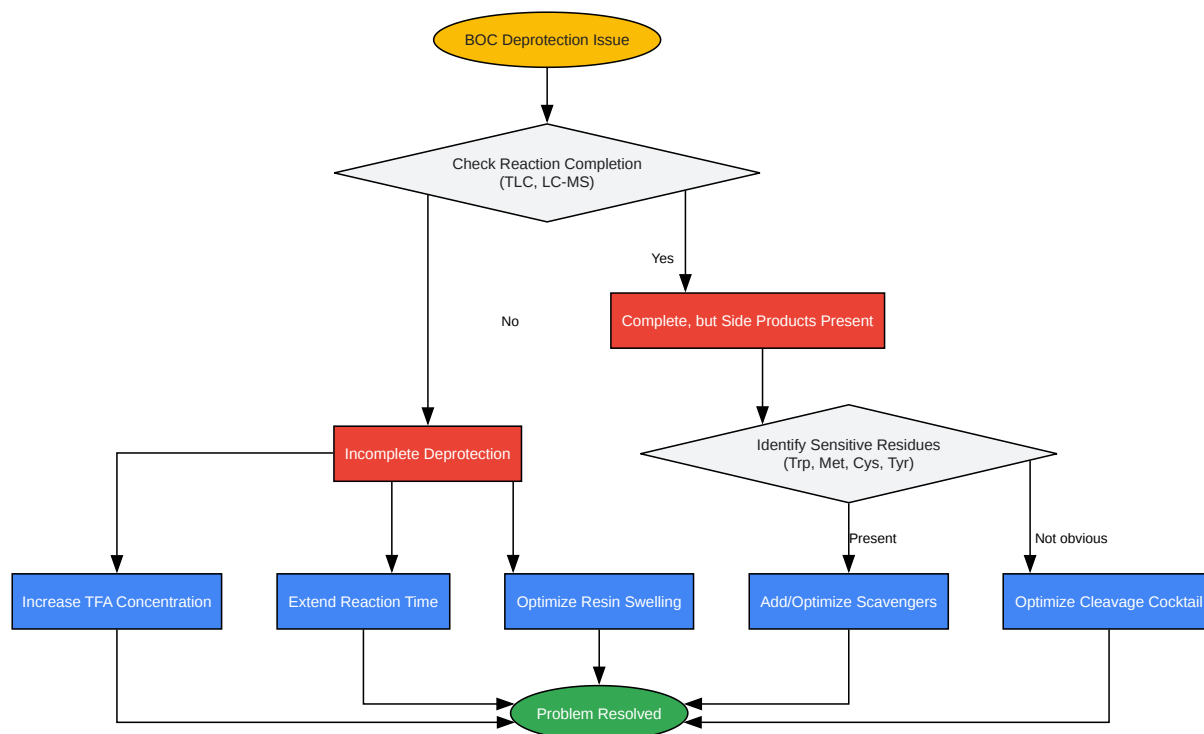 BOC Deprotection Issue
Check Reaction Completion
(TLC, LC-MS)
Yes
No
Complete, but Side Products Present
Incomplete Deprotection
Identify Sensitive Residues
(Trp, Met, Cys, Tyr)
Present
Not obvious
Increase TFA Concentration
Extend Reaction Time
Optimize Resin Swelling
Add/Optimize Scavengers
Optimize Cleavage Cocktail
Problem Resolved